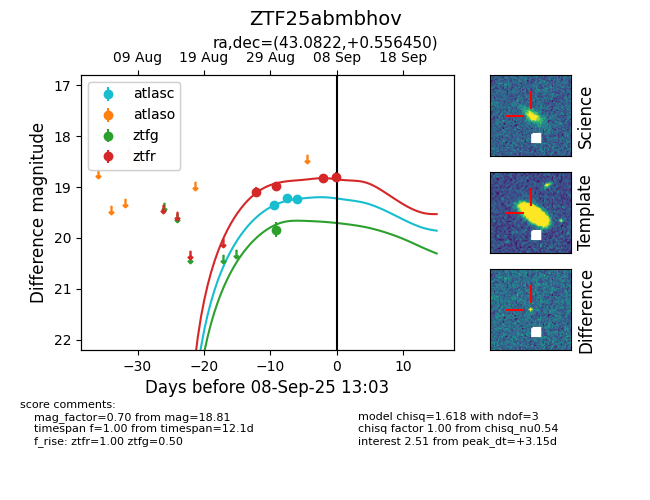 ZTF25abmbhov
ra,dec=(43.0822,+0.556450)
09 Aug 19 Aug 29 Aug 08 Sep 18 Sep
17
18
19
20
21
22
Difference magnitude
atlasc
atlaso
ztfg
ztfr
−30 −20 −10 0 10
Days before 08-Sep-25 13:03
Science
Template
Difference
score comments:
mag_factor=0.70 from mag=18.81
timespan f=1.00 from timespan=12.1d
f_rise: ztfr=1.00 ztfg=0.50
model chisq=1.618 with ndof=3
chisq factor 1.00 from chisq_nu0.54
interest 2.51 from peak_dt=+3.15d